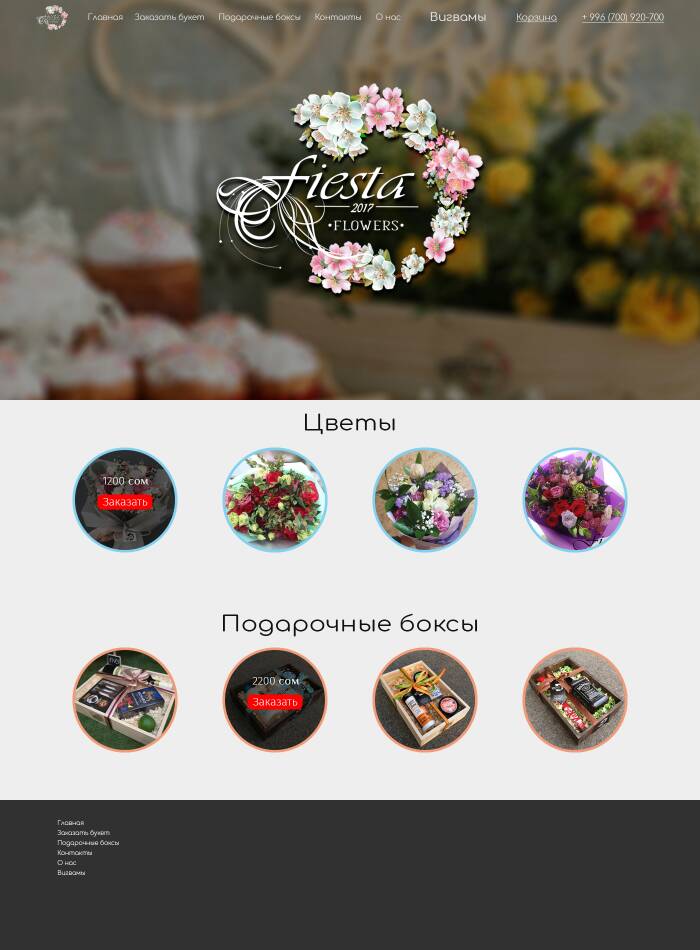 Главная Заказать букет Подарочные боксы Контакты О нас Вигвамы Корзина + 996 (700) 920-700
fiesta
2017
•FLOWERS•
Цветы
1200 сом
Заказать
Подарочные боксы
2200 сом
Заказать
Главная
Заказать букет
Подарочные боксы
Контакты
О нас
Вигвамы